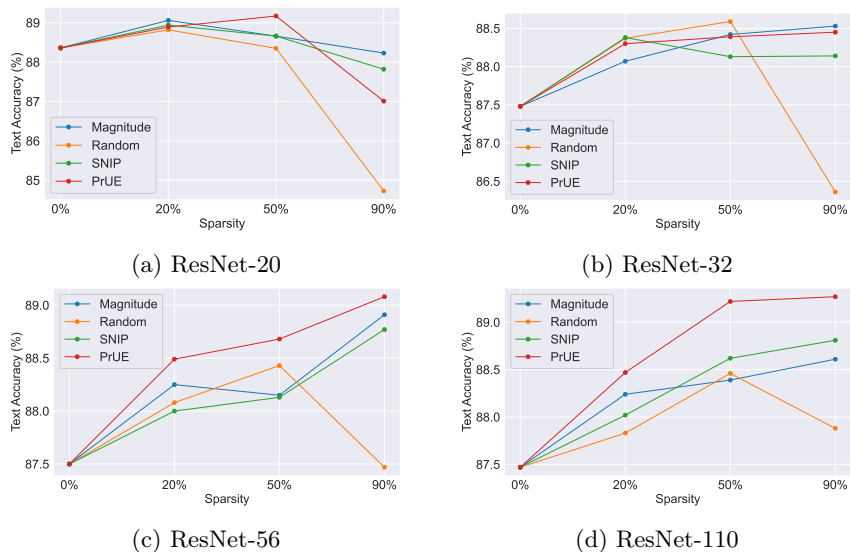 Text Accuracy (%)
89
88
87
86
85
Magnitude
Random
SNIP
PrUE
0%
20%
50%
90%
Sparsity
(a) ResNet-20
Text Accuracy (%)
88.5
88.0
87.5
87.0
86.5
Magnitude
Random
SNIP
PrUE
0%
20%
50%
90%
Sparsity
(b) ResNet-32
Text Accuracy (%)
89.0
88.5
88.0
87.5
Magnitude
Random
SNIP
PrUE
0%
20%
50%
90%
Sparsity
(c) ResNet-56
Text Accuracy (%)
89.0
88.5
88.0
87.5
Magnitude
Random
SNIP
PrUE
0%
20%
50%
90%
Sparsity
(d) ResNet-110